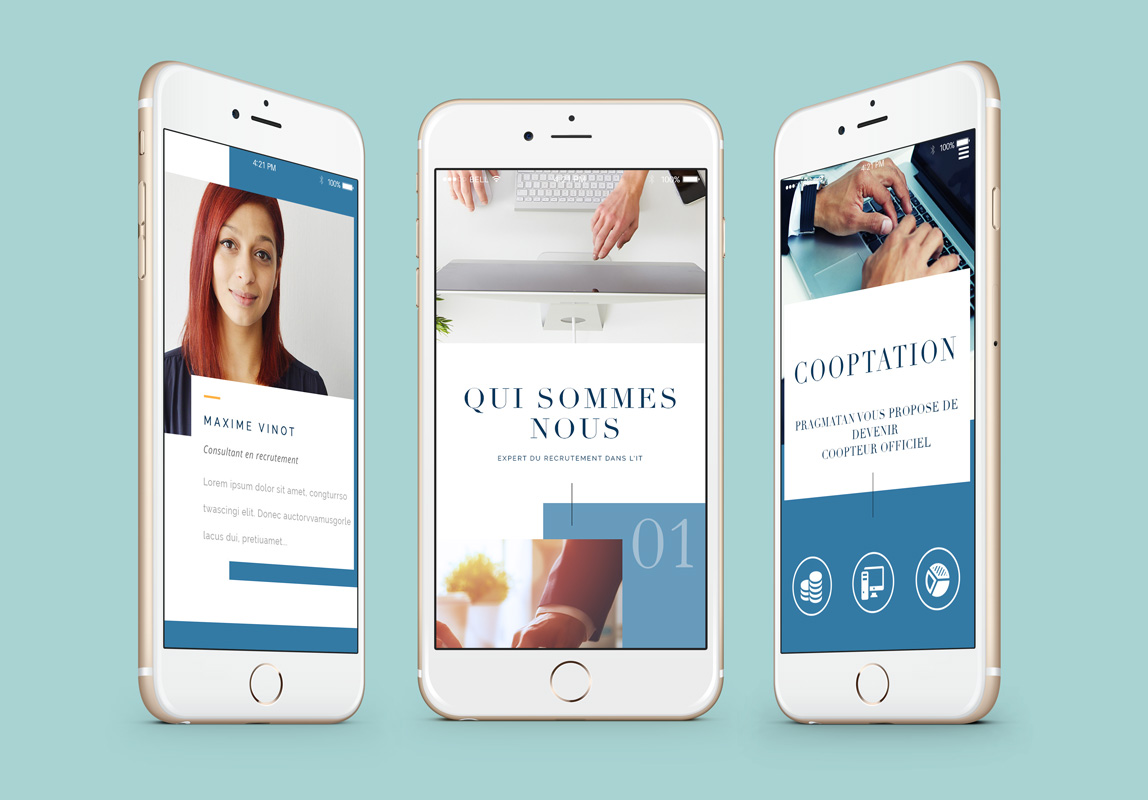 4:21 PM
100%
MAXIME VINOT
Consultant en recrutement
Lorem ipsum dolor sit amet, congturrso
twascingi elit. Donec auctorvvamusgorle
lacus dui, pretiuamet...
BELL
100%
QUI SOMMES
NOUS
EXPERT DU RECRUTEMENT DANS L'IT
01
4:21 PM
100%
COOPTATION
PRAGMATAN VOUS PROPOSE DE
DEVENIR
COOPTEUR OFFICIEL